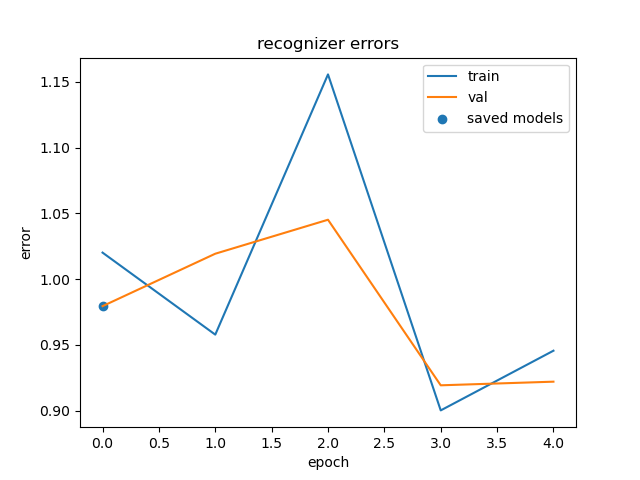 recognizer errors
train
val
saved models
1.15
1.10
1.05
1.00
0.95
0.90
error
0.0 0.5 1.0 1.5 2.0 2.5 3.0 3.5 4.0
epoch